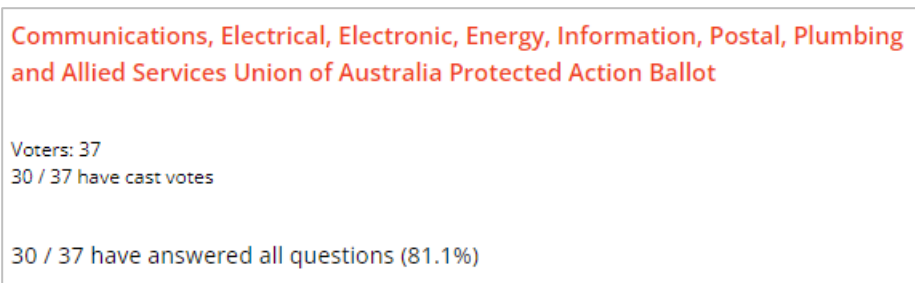 Communications, Electrical, Electronic, Energy, Information, Postal, Plumbing
and Allied Services Union of Australia Protected Action Ballot
Voters: 37
30 / 37 have cast votes
30 / 37 have answered all questions (81.1%)